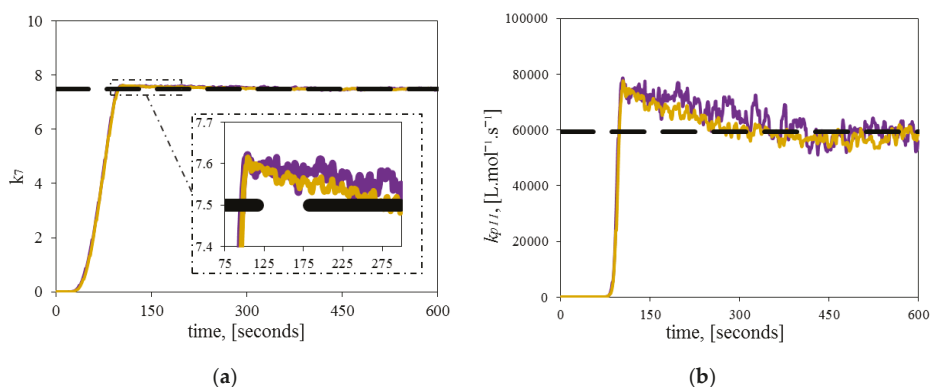 10
8
6
4
2
0
k7
7.7
7.6
7.5
7.4
75 125 175 225 275
0 150 300 450 600
time, [seconds]
(a)
100000
80000
60000
40000
20000
0
kp11, [L.mol⁻¹.s⁻¹]
0 150 300 450 600
time, [seconds]
(b)